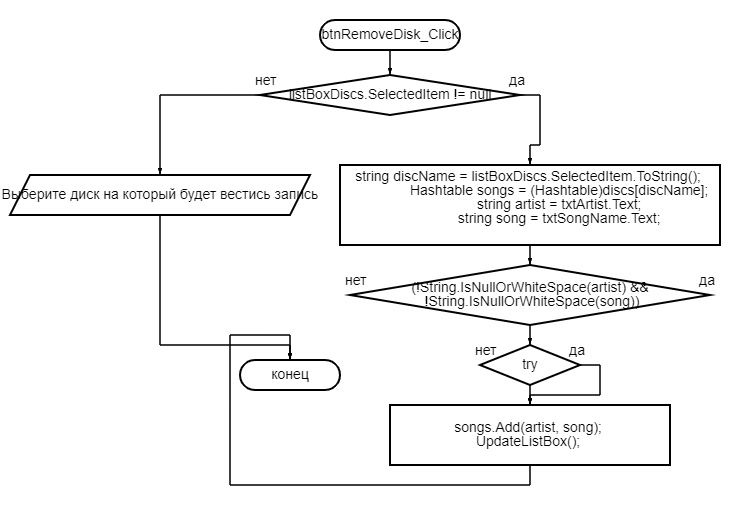 btnRemoveDisk_Click
нет
да
listBoxDiscs.SelectedItem != null
Выберите диск на который будет вестись запись
string discName = listBoxDiscs.SelectedItem.ToString();
Hashtable songs = (Hashtable)discs[discName];
string artist = txtArtist.Text;
string song = txtSongName.Text;
нет
да
(!String.IsNullOrWhiteSpace(artist) &&
!String.IsNullOrWhiteSpace(song))
нет
да
try
конец
songs.Add(artist, song);
UpdateListBox();